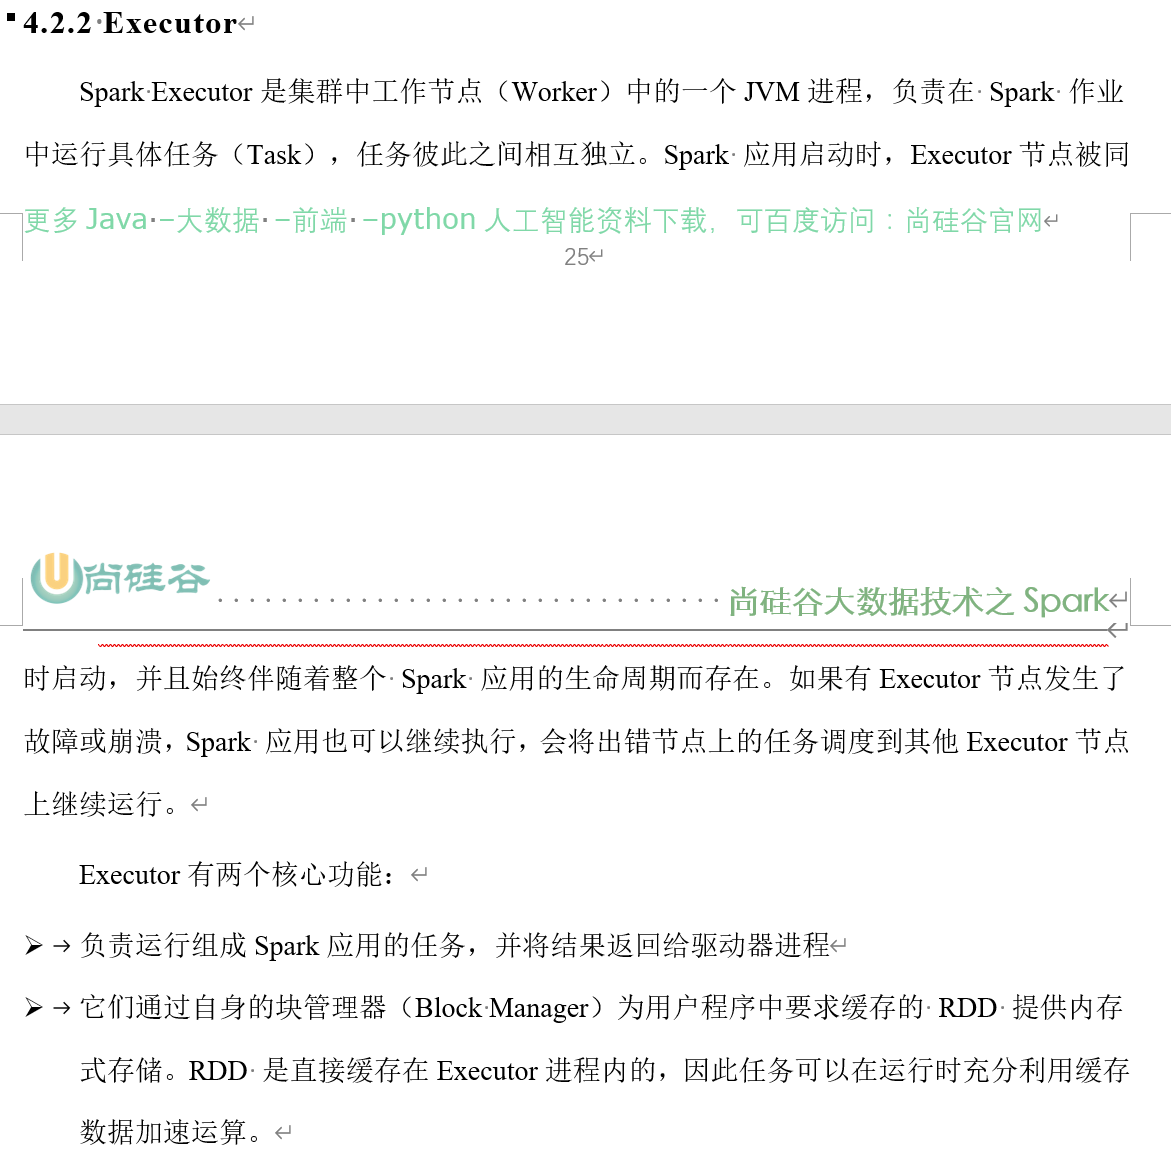 4.2.2 Executor
Spark Executor 是集群中工作节点（Worker）中的一个 JVM 进程，负责在 Spark 作业
中运行具体任务（Task），任务彼此之间相互独立。Spark 应用启动时，Executor 节点被同
更多 Java –大数据 –前端 –python 人工智能资料下载，可百度访问：尚硅谷官网
25
尚硅谷
尚硅谷大数据技术之 Spark
时启动，并且始终伴随着整个 Spark 应用的生命周期而存在。如果有 Executor 节点发生了
故障或崩溃，Spark 应用也可以继续执行，会将出错节点上的任务调度到其他 Executor 节点
上继续运行。
Executor 有两个核心功能：
➢ 负责运行组成 Spark 应用的任务，并将结果返回给驱动器进程
➢ 它们通过自身的块管理器（Block Manager）为用户程序中要求缓存的 RDD 提供内存
式存储。RDD 是直接缓存在 Executor 进程内的，因此任务可以在运行时充分利用缓存
数据加速运算。